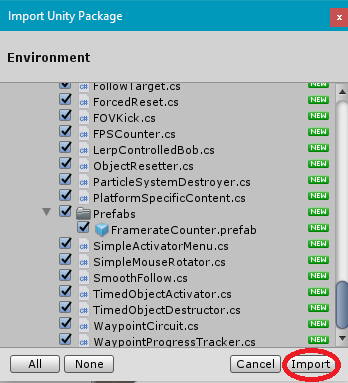 Import Unity Package
x
Environment
FollowTarget.cs NEW
ForcedReset.cs NEW
FOVKick.cs NEW
FPSCounter.cs NEW
LerpControlledBob.cs NEW
ObjectResetter.cs NEW
ParticleSystemDestroyer.cs NEW
PlatformSpecificContent.cs NEW
Prefabs NEW
FramerateCounter.prefab NEW
SimpleActivatorMenu.cs NEW
SimpleMouseRotator.cs NEW
SmoothFollow.cs NEW
TimedObjectActivator.cs NEW
TimedObjectDestructor.cs NEW
WaypointCircuit.cs NEW
WaypointProgressTracker.cs NEW
All None Cancel Import